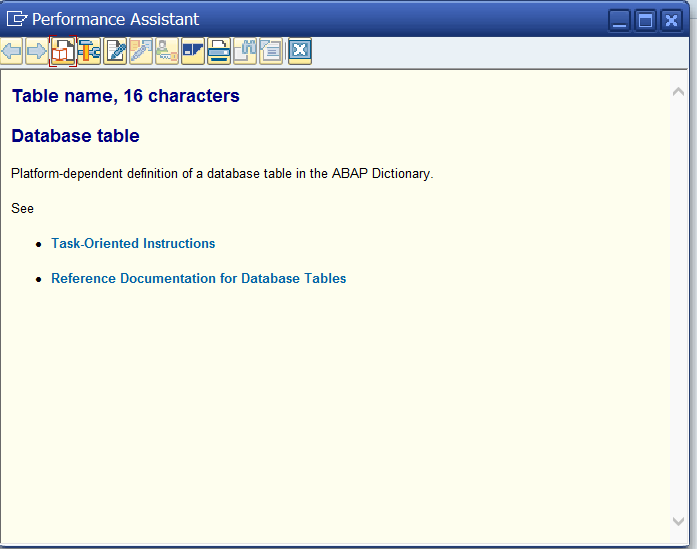 Performance Assistant
Table name, 16 characters
Database table
Platform-dependent definition of a database table in the ABAP Dictionary.
See
Task-Oriented Instructions
Reference Documentation for Database Tables